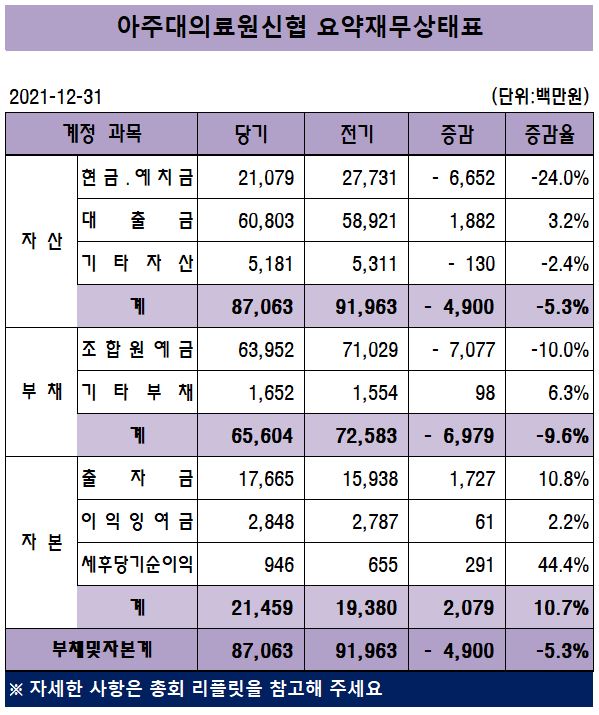 아주대의료원신협 요약재무상태표
2021-12-31 (단위:백만원)
계정 과목 당기 전기 증감 증감율
자 산
현금.예치금 21,079 27,731 - 6,652 -24.0%
대 출 금 60,803 58,921 1,882 3.2%
기 타 자 산 5,181 5,311 - 130 -2.4%
계 87,063 91,963 - 4,900 -5.3%
부 채
조합원예금 63,952 71,029 - 7,077 -10.0%
기 타 부 채 1,652 1,554 98 6.3%
계 65,604 72,583 - 6,979 -9.6%
자 본
출 자 금 17,665 15,938 1,727 10.8%
이익잉여금 2,848 2,787 61 2.2%
세후당기순이익 946 655 291 44.4%
계 21,459 19,380 2,079 10.7%
부채및자본계 87,063 91,963 - 4,900 -5.3%
※ 자세한 사항은 총회 리플릿을 참고해 주세요